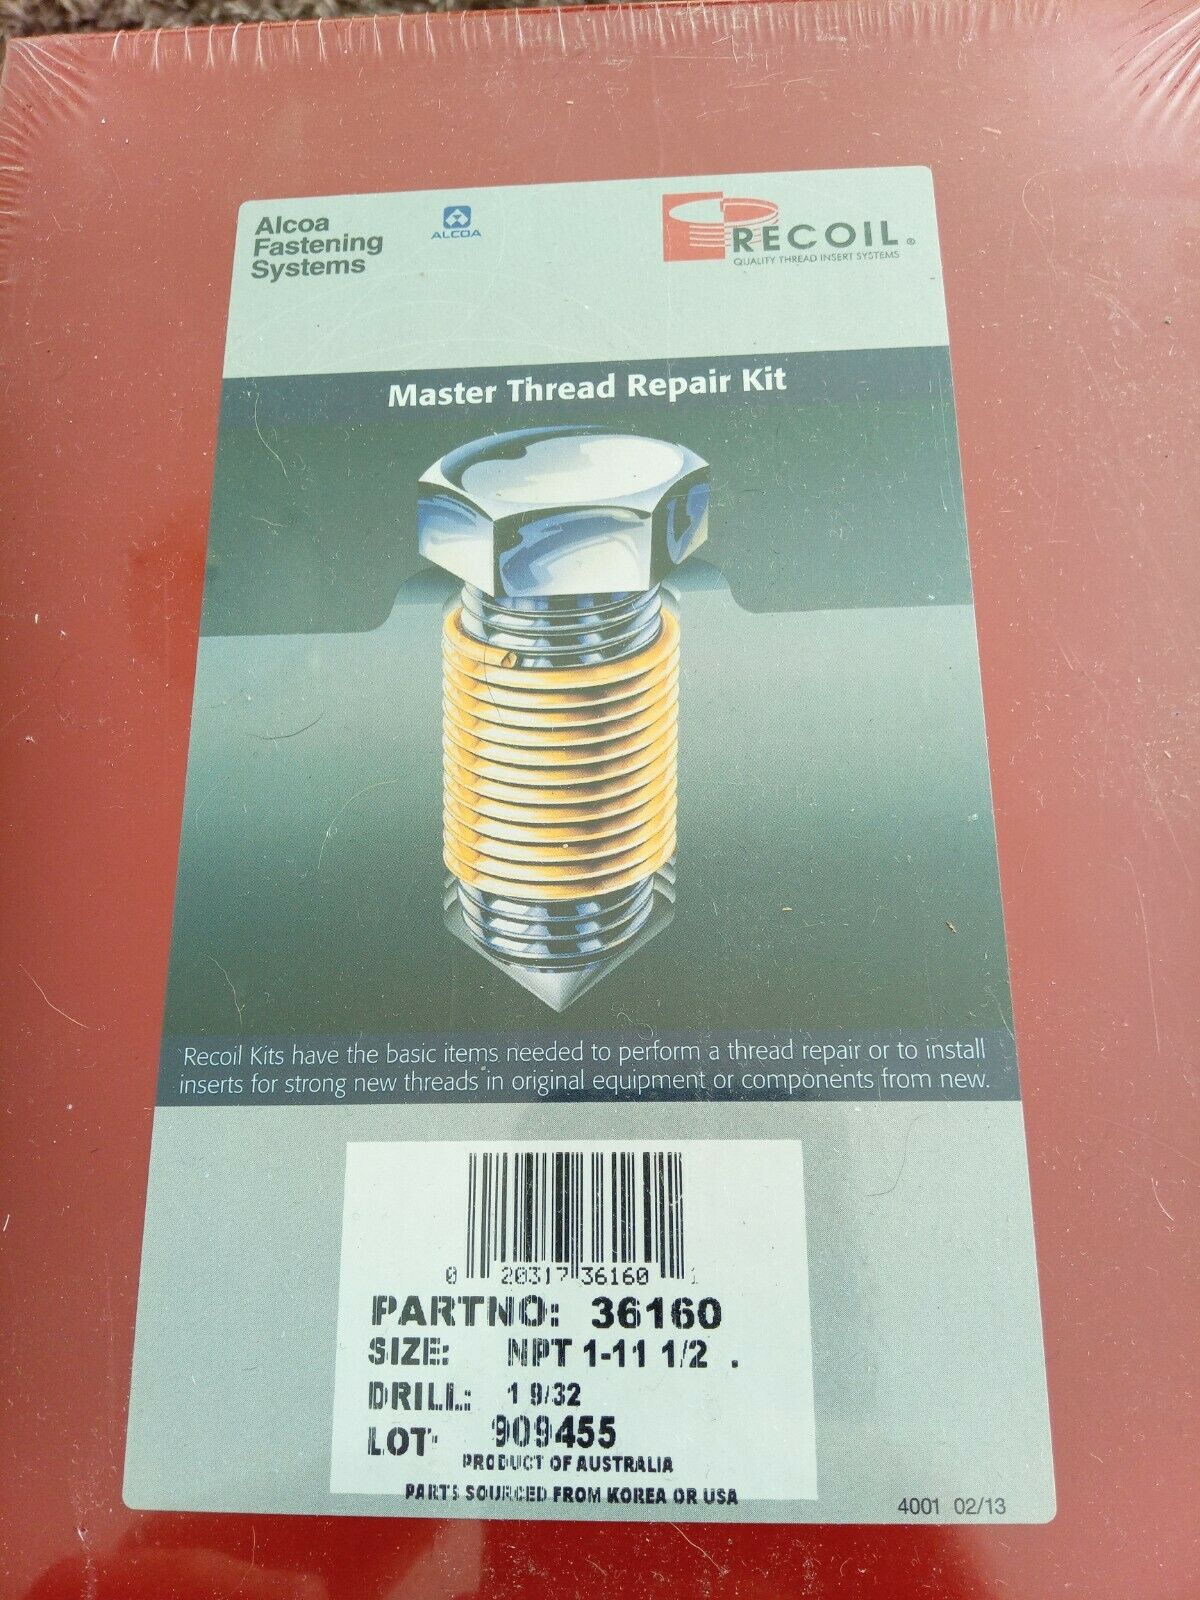 Alcoa
Fastening
Systems
ALCOA
RECOIL®
QUALITY THREAD INSERT SYSTEMS
Master Thread Repair Kit
Recoil Kits have the basic items needed to perform a thread repair or to install
inserts for strong new threads in original equipment or components from new.
0 20317 36160 1
PARTNO: 36160
SIZE: NPT 1-11 1/2 .
DRILL: 1 9/32
LOT: 909455
PRODUCT OF AUSTRALIA
PARTS SOURCED FROM KOREA OR USA
4001 02/13